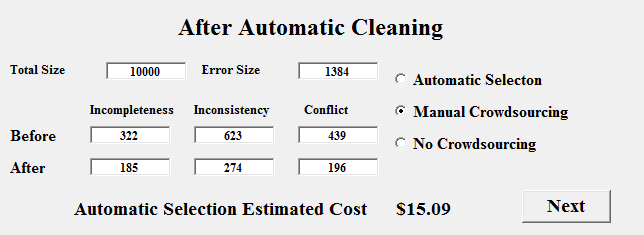 After Automatic Cleaning
Total Size 10000 Error Size 1384
Automatic Selecton
Incompleteness Inconsistency Conflict
Manual Crowdsourcing
Before 322 623 439
No Crowdsourcing
After 185 274 196
Automatic Selection Estimated Cost $15.09
Next